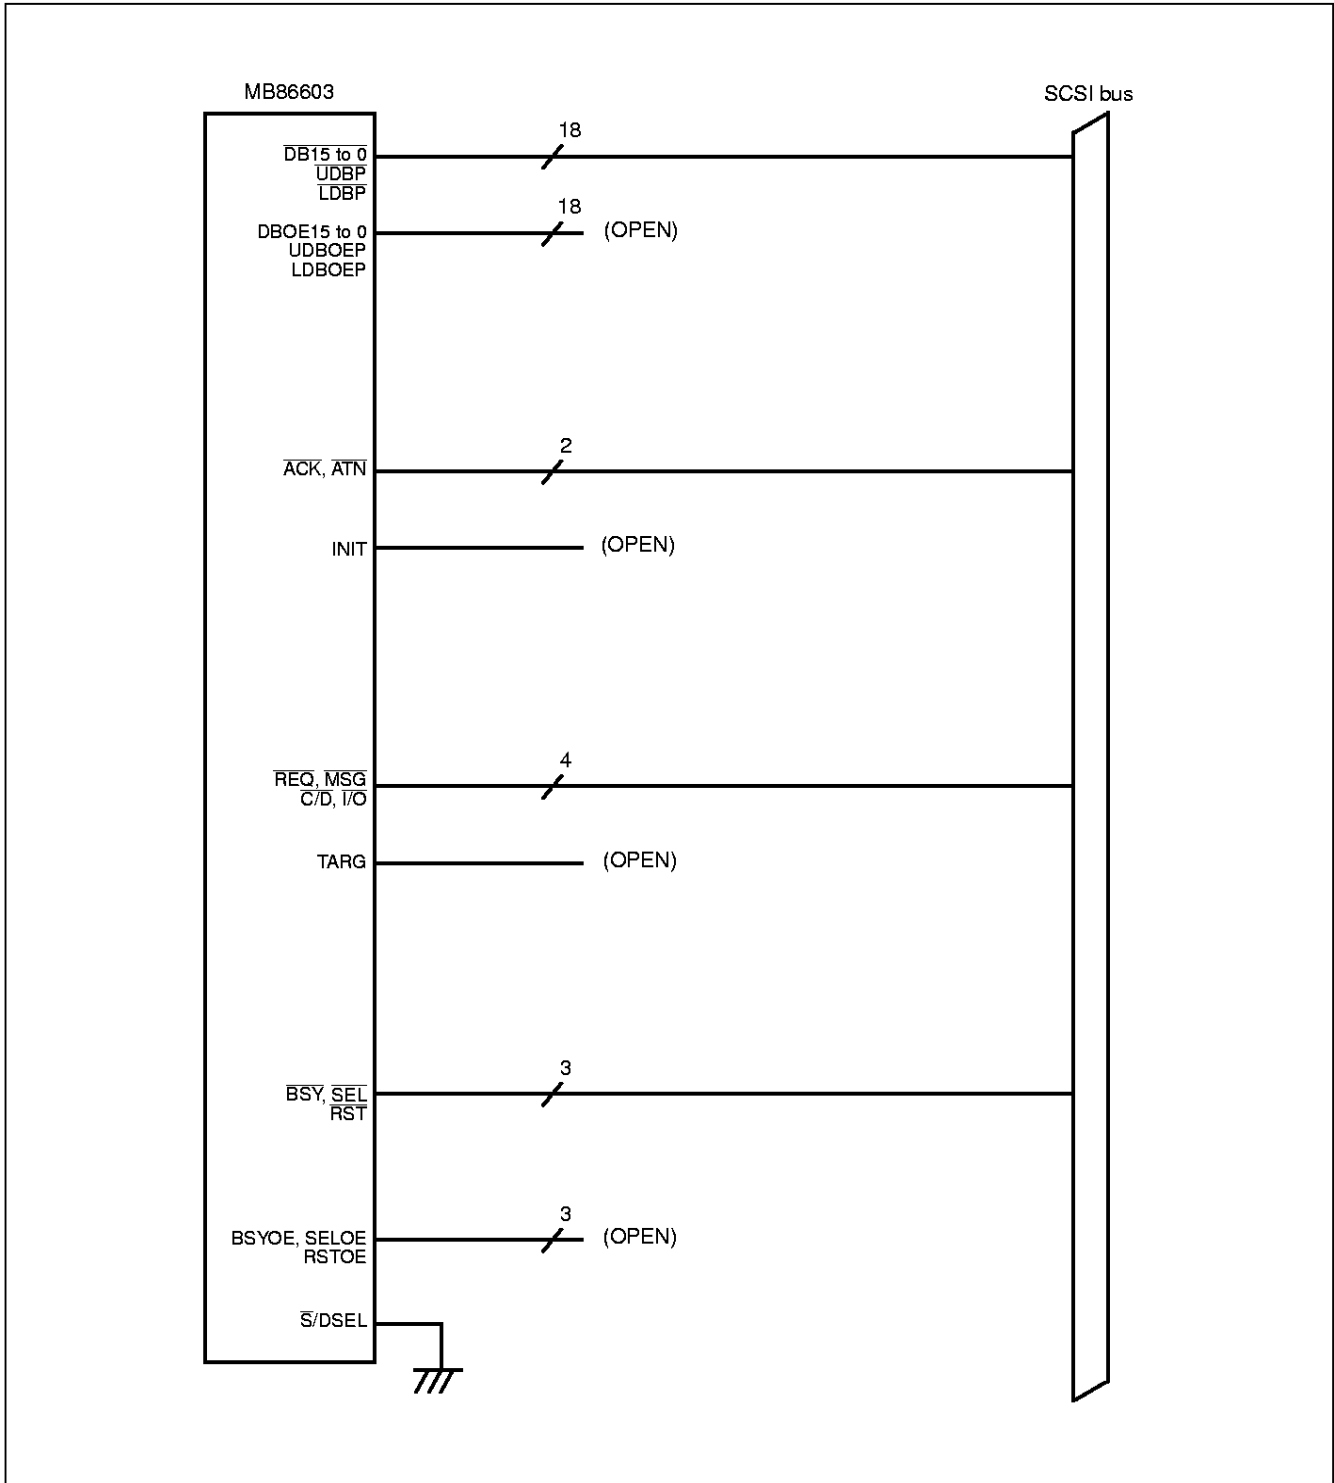 MB86603
SCSI bus
18
DB15 to 0
UDBP
LDBP
18
(OPEN)
DBOE15 to 0
UDBOEP
LDBOEP
2
ACK, ATN
INIT
(OPEN)
4
REQ, MSG
C/D, I/O
TARG
(OPEN)
3
BSY, SEL
RST
3
(OPEN)
BSYOE, SELOE
RSTOE
S/DSEL